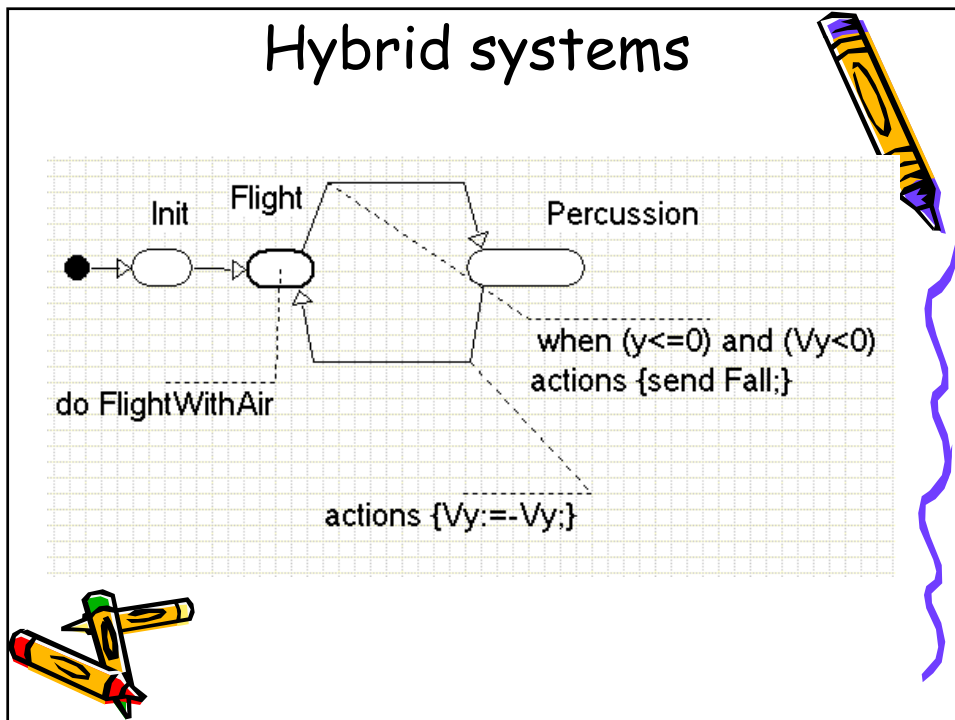 Hybrid systems
Init
Flight
Percussion
when (y<=0) and (Vy<0)
actions {send Fall;}
do FlightWithAir
actions {Vy:=-Vy;}